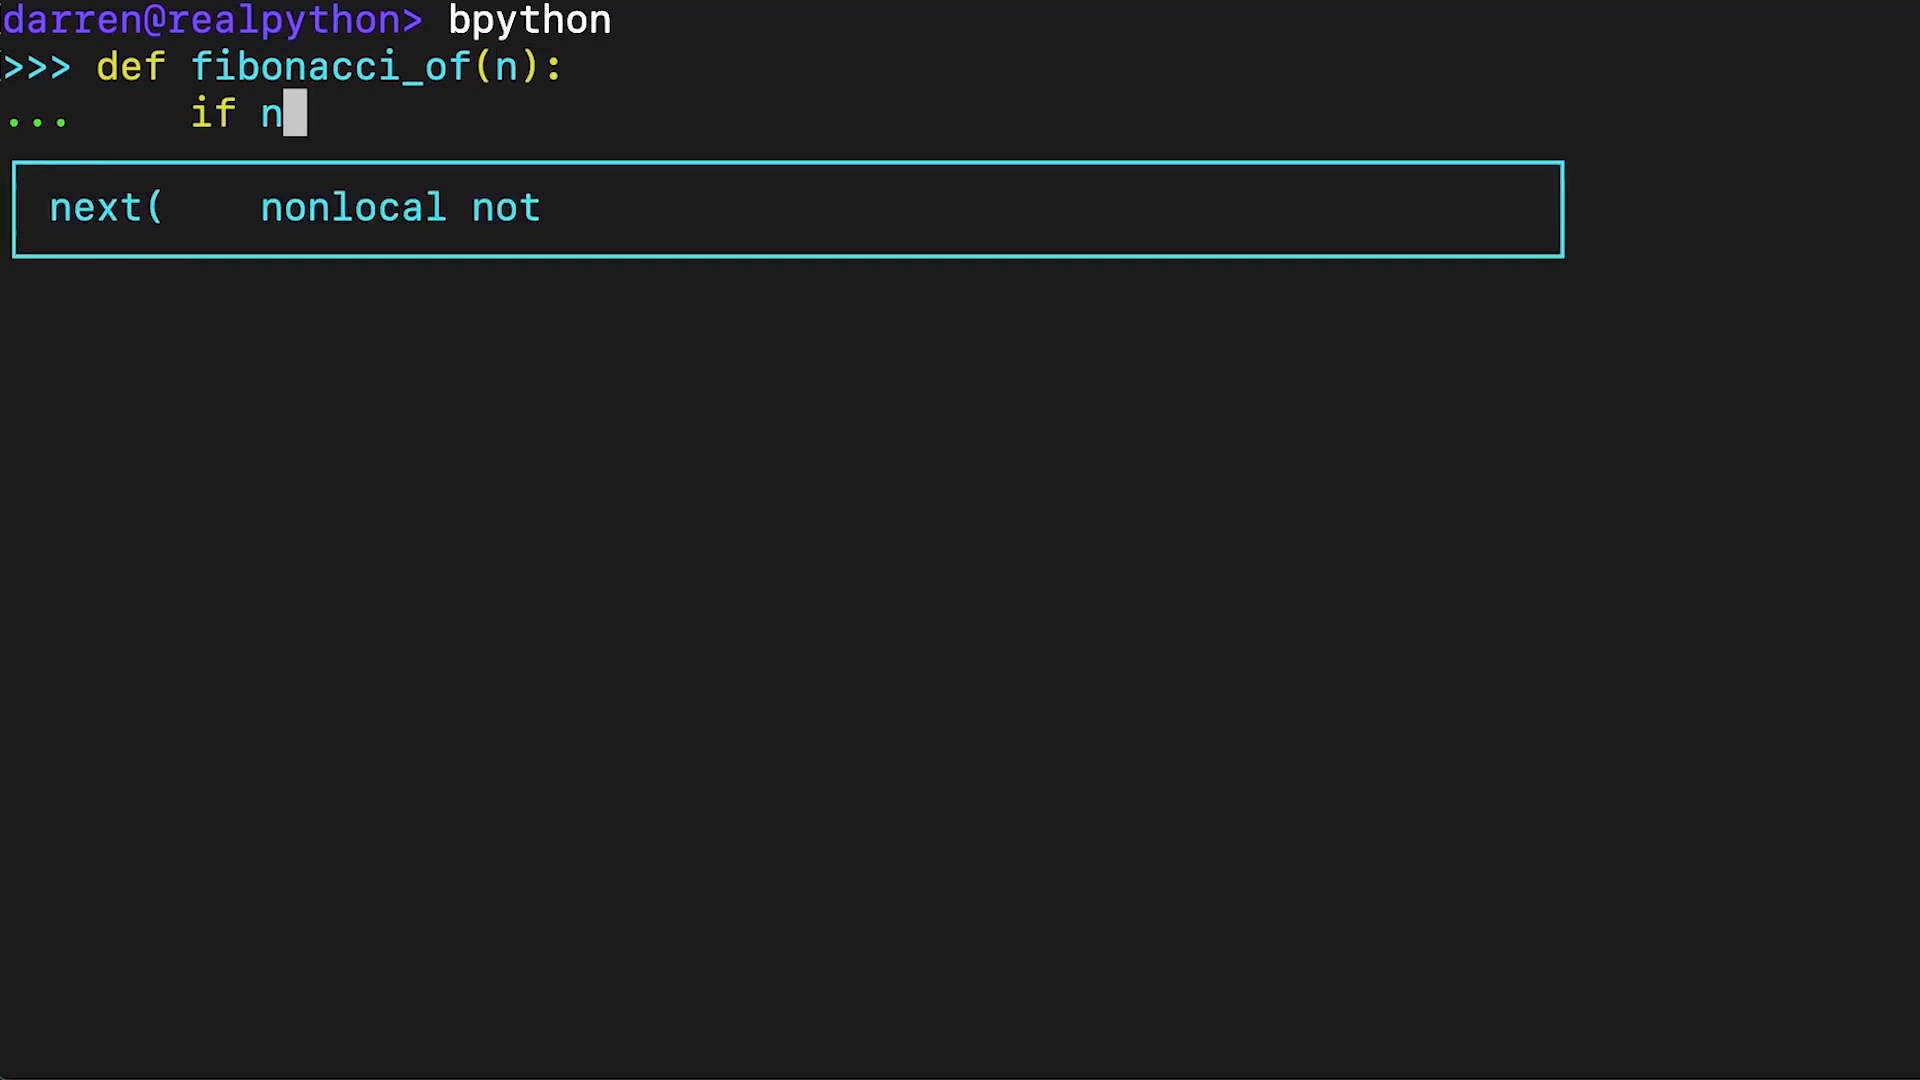 darren@realpython> bpython
>>> def fibonacci_of(n):
...     if n
next(    nonlocal not